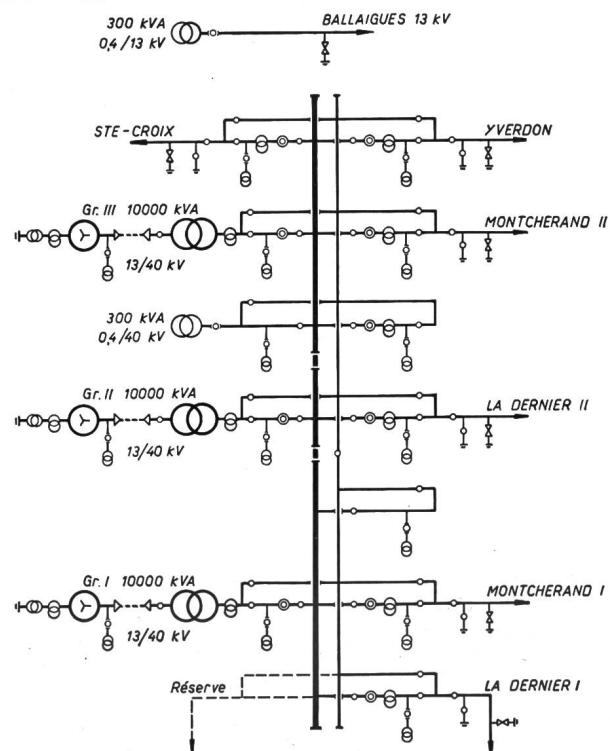 300 kVA
0,4/13 kV
BALLAIGUES 13 kV
STE-CROIX
YVERDON
Gr. III 10000 kVA
13/40 kV
MONTCHERAND II
300 kVA
0,4/40 kV
Gr. II 10000 kVA
13/40 kV
LA DERNIER II
Gr. I 10000 kVA
13/40 kV
MONTCHERAND I
Réserve
LA DERNIER I